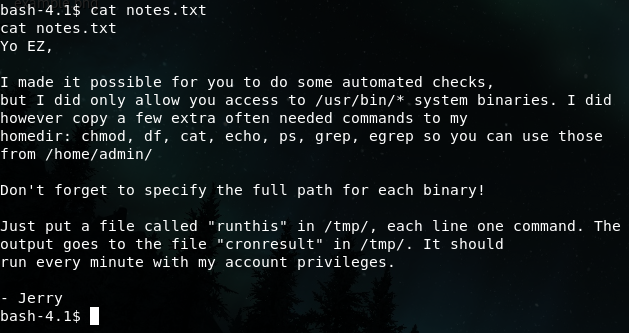 bash-4.1$ cat notes.txt
cat notes.txt
Yo EZ,
I made it possible for you to do some automated checks,
but I did only allow you access to /usr/bin/* system binaries. I did
however copy a few extra often needed commands to my
homedir: chmod, df, cat, echo, ps, grep, egrep so you can use those
from /home/admin/
Don't forget to specify the full path for each binary!
Just put a file called "runthis" in /tmp/, each line one command. The
output goes to the file "cronresult" in /tmp/. It should
run every minute with my account privileges.
- Jerry
bash-4.1$